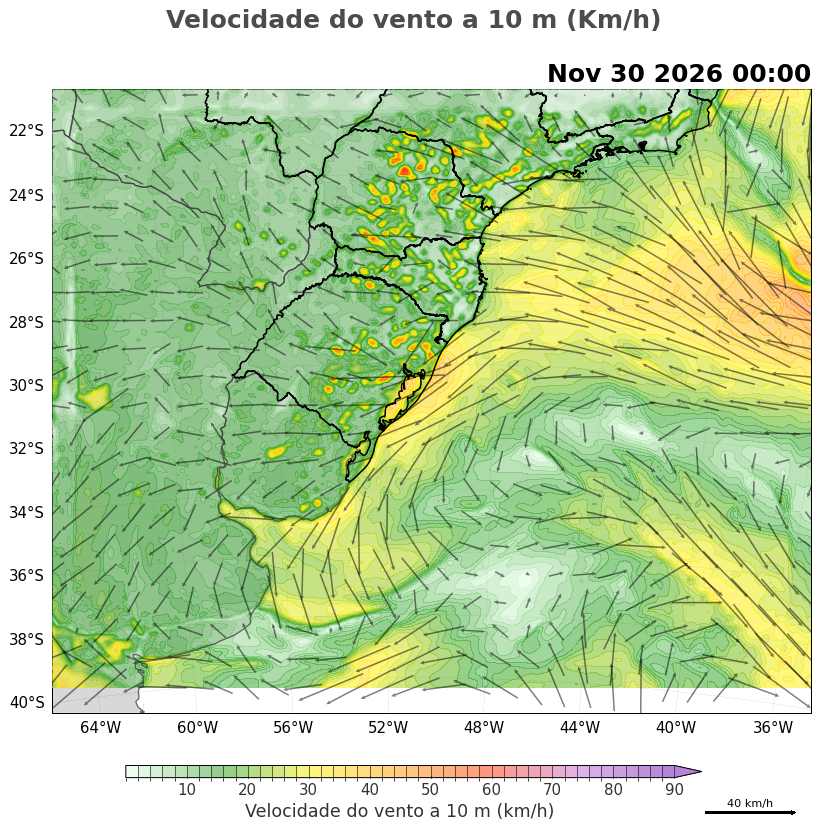 Velocidade do vento a 10 m (Km/h)
Nov 30 2026 00:00
22°S
24°S
26°S
28°S
30°S
32°S
34°S
36°S
38°S
40°S
64°W 60°W 56°W 52°W 48°W 44°W 40°W 36°W
10 20 30 40 50 60 70 80 90
Velocidade do vento a 10 m (km/h)
40 km/h